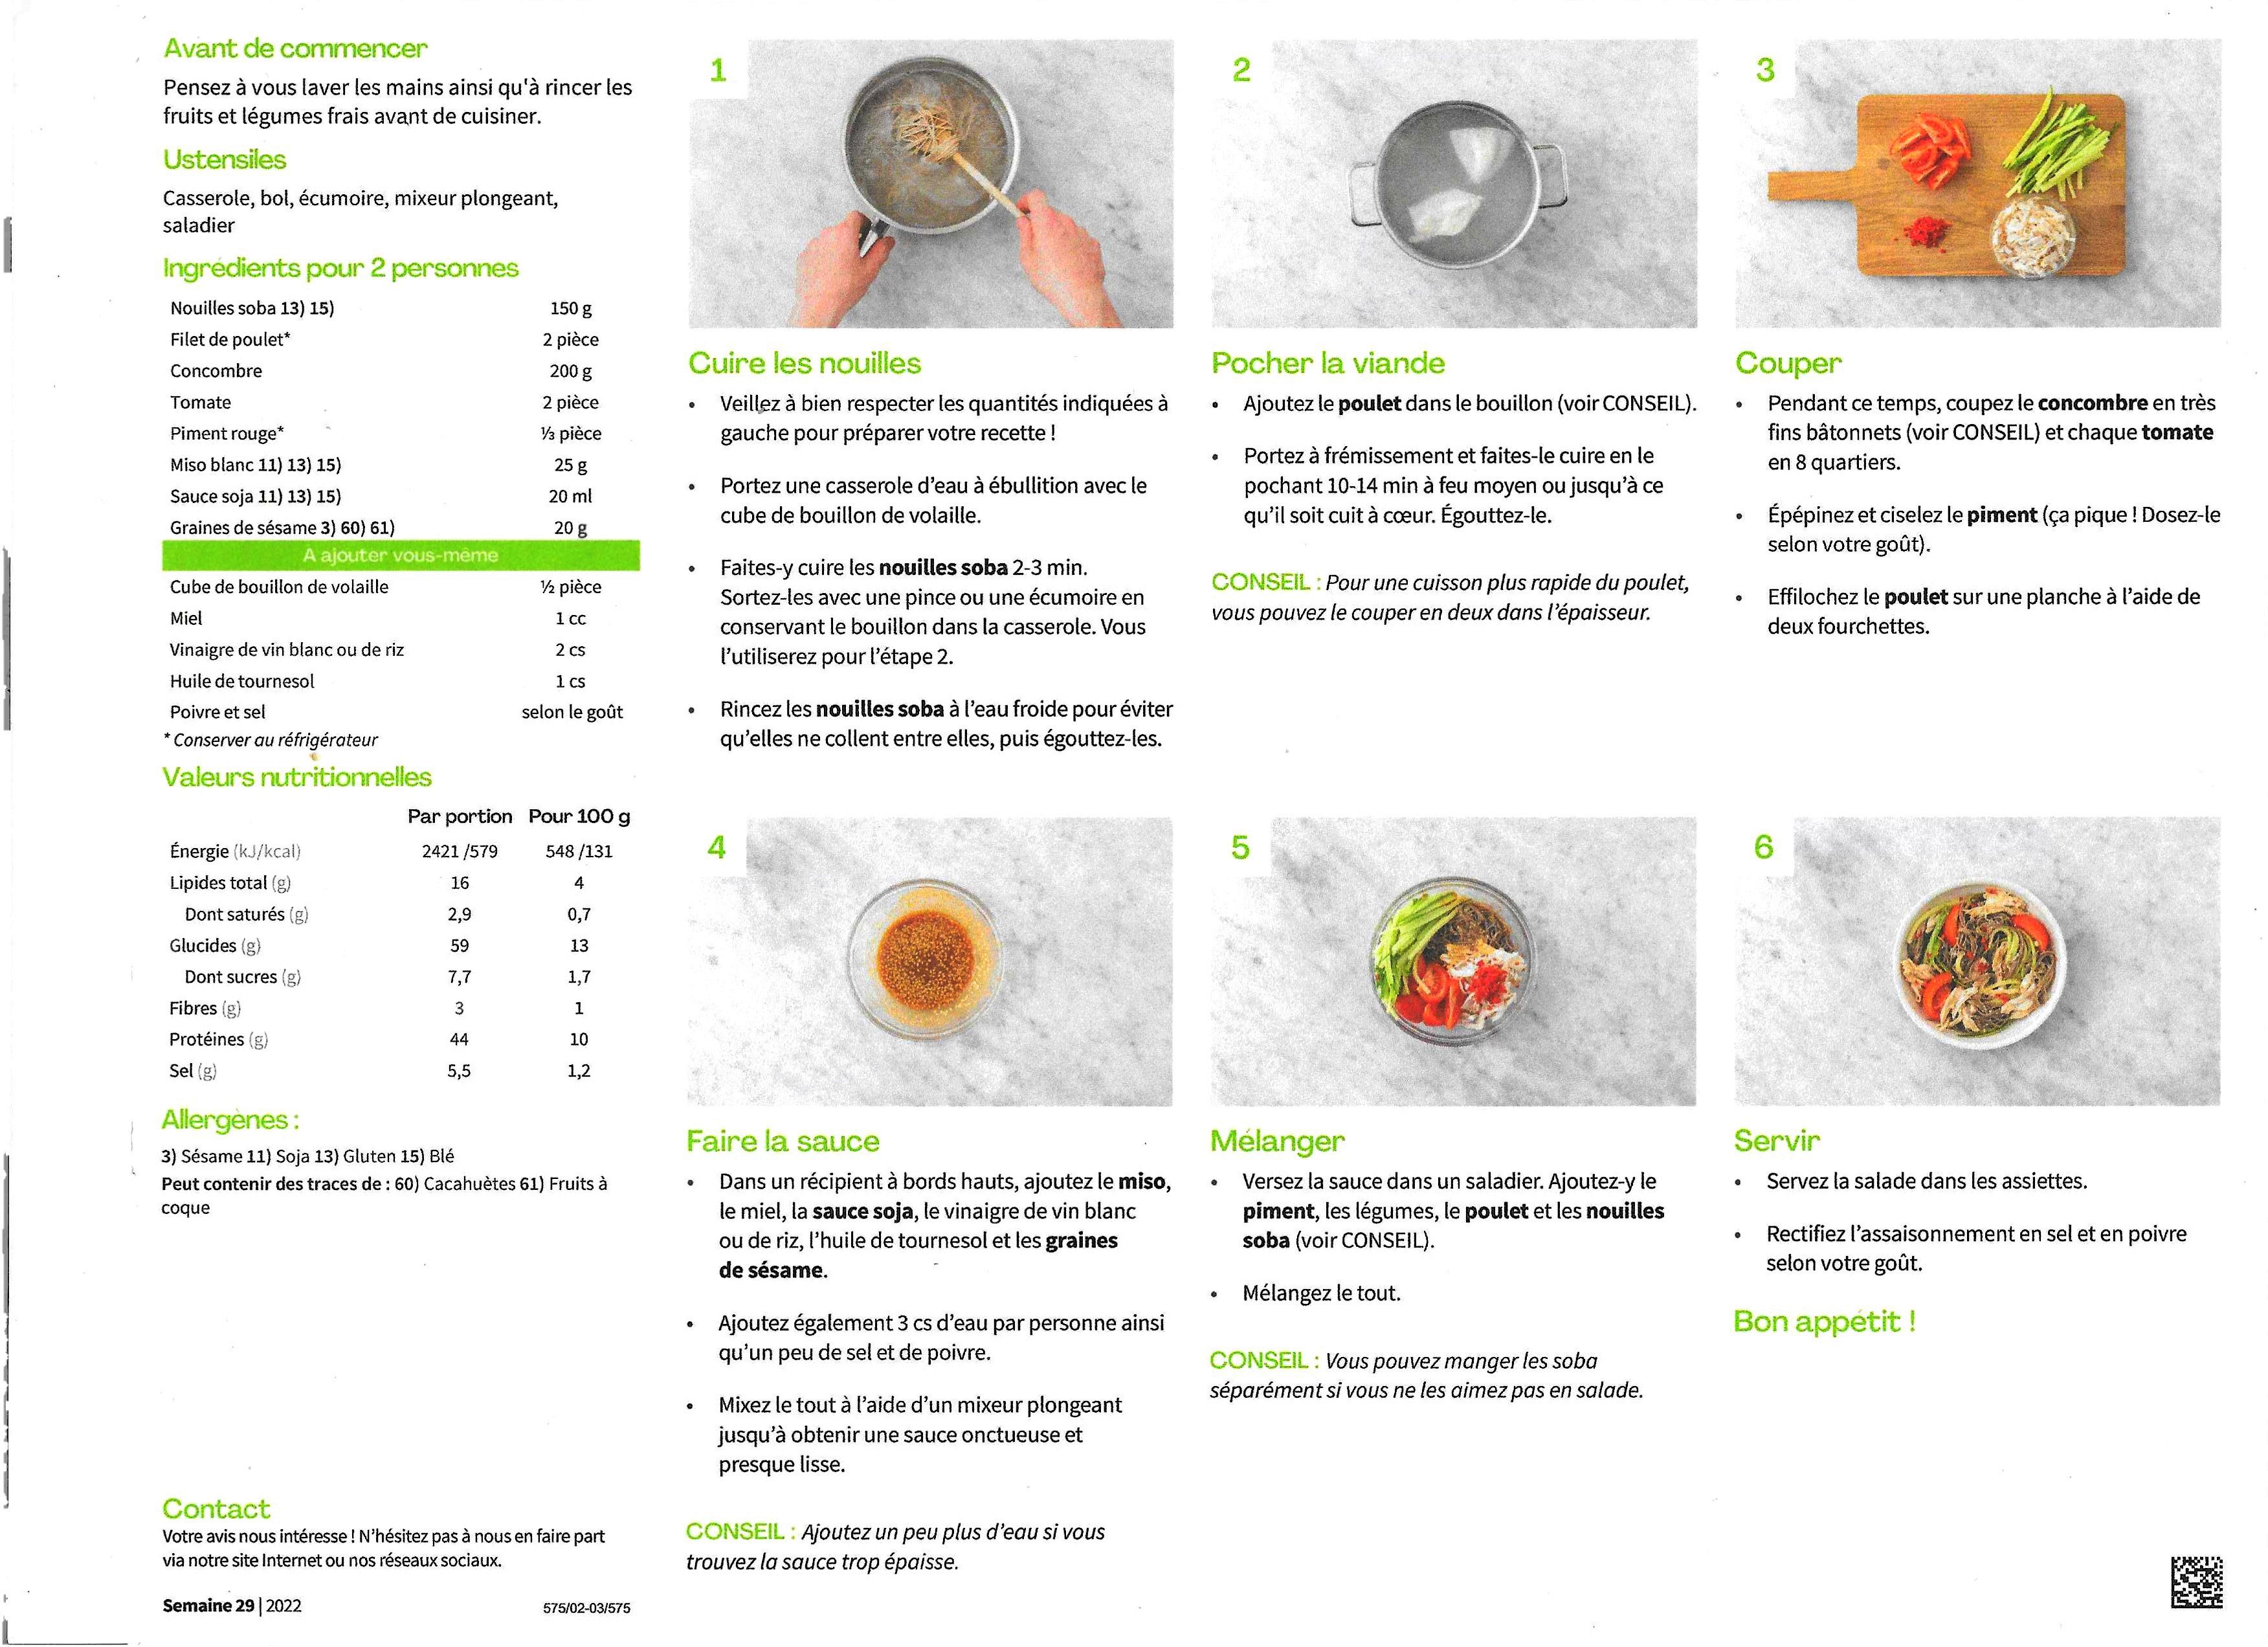 Avant de commencer
Pensez à vous laver les mains ainsi qu'à rincer les
fruits et légumes frais avant de cuisiner.
Ustensiles
Casserole, bol, écumoire, mixeur plongeant,
saladier
Ingrédients pour 2 personnes
Nouilles soba 13) 15) 150 g
Filet de poulet* 2 pièce
Concombre 200 g
Tomate 2 pièce
Piment rouge* ⅓ pièce
Miso blanc 11) 13) 15) 25 g
Sauce soja 11) 13) 15) 20 ml
Graines de sésame 3) 60) 61) 20 g
A ajouter vous-même
Cube de bouillon de volaille ½ pièce
Miel 1 cc
Vinaigre de vin blanc ou de riz 2 cs
Huile de tournesol 1 cs
Poivre et sel selon le goût
* Conserver au réfrigérateur
Valeurs nutritionnelles
Par portion Pour 100 g
Énergie (kJ/kcal) 2421 /579 548 /131
Lipides total (g) 16 4
Dont saturés (g) 2,9 0,7
Glucides (g) 59 13
Dont sucres (g) 7,7 1,7
Fibres (g) 3 1
Protéines (g) 44 10
Sel (g) 5,5 1,2
Allergènes :
3) Sésame 11) Soja 13) Gluten 15) Blé
Peut contenir des traces de : 60) Cacahuètes 61) Fruits à
coque
Contact
Votre avis nous intéresse ! N'hésitez pas à nous en faire part
via notre site Internet ou nos réseaux sociaux.
Semaine 29 | 2022 575/02-03/575
1
Cuire les nouilles
• Veillez à bien respecter les quantités indiquées à
gauche pour préparer votre recette !
• Portez une casserole d'eau à ébullition avec le
cube de bouillon de volaille.
• Faites-y cuire les nouilles soba 2-3 min.
Sortez-les avec une pince ou une écumoire en
conservant le bouillon dans la casserole. Vous
l'utiliserez pour l'étape 2.
• Rincez les nouilles soba à l'eau froide pour éviter
qu'elles ne collent entre elles, puis égouttez-les.
2
Pocher la viande
• Ajoutez le poulet dans le bouillon (voir CONSEIL).
• Portez à frémissement et faites-le cuire en le
pochant 10-14 min à feu moyen ou jusqu'à ce
qu'il soit cuit à cœur. Égouttez-le.
CONSEIL : Pour une cuisson plus rapide du poulet,
vous pouvez le couper en deux dans l'épaisseur.
3
Couper
• Pendant ce temps, coupez le concombre en très
fins bâtonnets (voir CONSEIL) et chaque tomate
en 8 quartiers.
• Épépinez et ciselez le piment (ça pique ! Dosez-le
selon votre goût).
• Effilochez le poulet sur une planche à l'aide de
deux fourchettes.
4
Faire la sauce
• Dans un récipient à bords hauts, ajoutez le miso,
le miel, la sauce soja, le vinaigre de vin blanc
ou de riz, l'huile de tournesol et les graines
de sésame.
• Ajoutez également 3 cs d'eau par personne ainsi
qu'un peu de sel et de poivre.
• Mixez le tout à l'aide d'un mixeur plongeant
jusqu'à obtenir une sauce onctueuse et
presque lisse.
CONSEIL : Ajoutez un peu plus d'eau si vous
trouvez la sauce trop épaisse.
5
Mélanger
• Versez la sauce dans un saladier. Ajoutez-y le
piment, les légumes, le poulet et les nouilles
soba (voir CONSEIL).
• Mélangez le tout.
CONSEIL : Vous pouvez manger les soba
séparément si vous ne les aimez pas en salade.
6
Servir
• Servez la salade dans les assiettes.
• Rectifiez l'assaisonnement en sel et en poivre
selon votre goût.
Bon appétit !